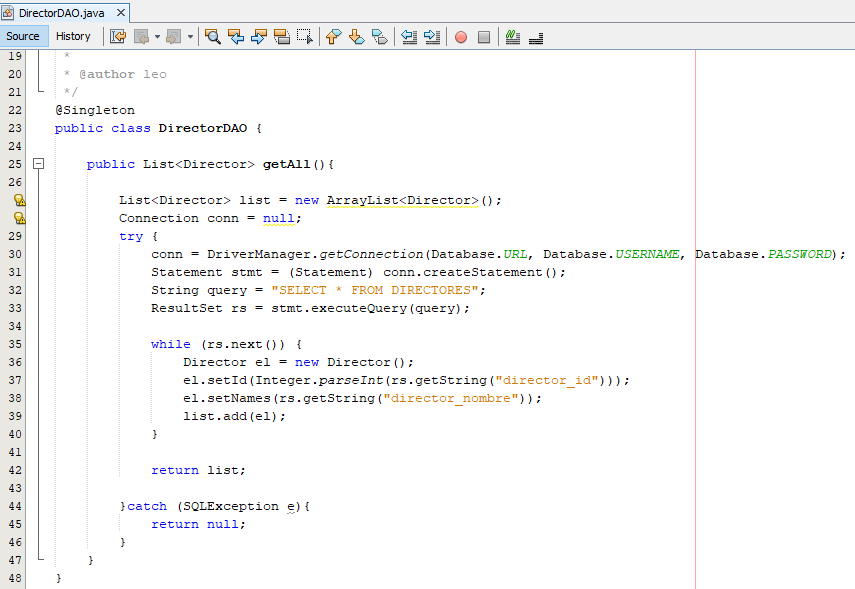 DirectorDAO.java
Source History
19 *
20 * @author leo
21 */
22 @Singleton
23 public class DirectorDAO {
24
25 public List<Director> getAll(){
26
List<Director> list = new ArrayList<Director>();
Connection conn = null;
29 try {
30 conn = DriverManager.getConnection(Database.URL, Database.USERNAME, Database.PASSWORD);
31 Statement stmt = (Statement) conn.createStatement();
32 String query = "SELECT * FROM DIRECTORES";
33 ResultSet rs = stmt.executeQuery(query);
34
35 while (rs.next()) {
36 Director el = new Director();
37 el.setId(Integer.parseInt(rs.getString("director_id")));
38 el.setNames(rs.getString("director_nombre"));
39 list.add(el);
40 }
41
42 return list;
43
44 }catch (SQLException e){
45 return null;
46 }
47 }
48 }